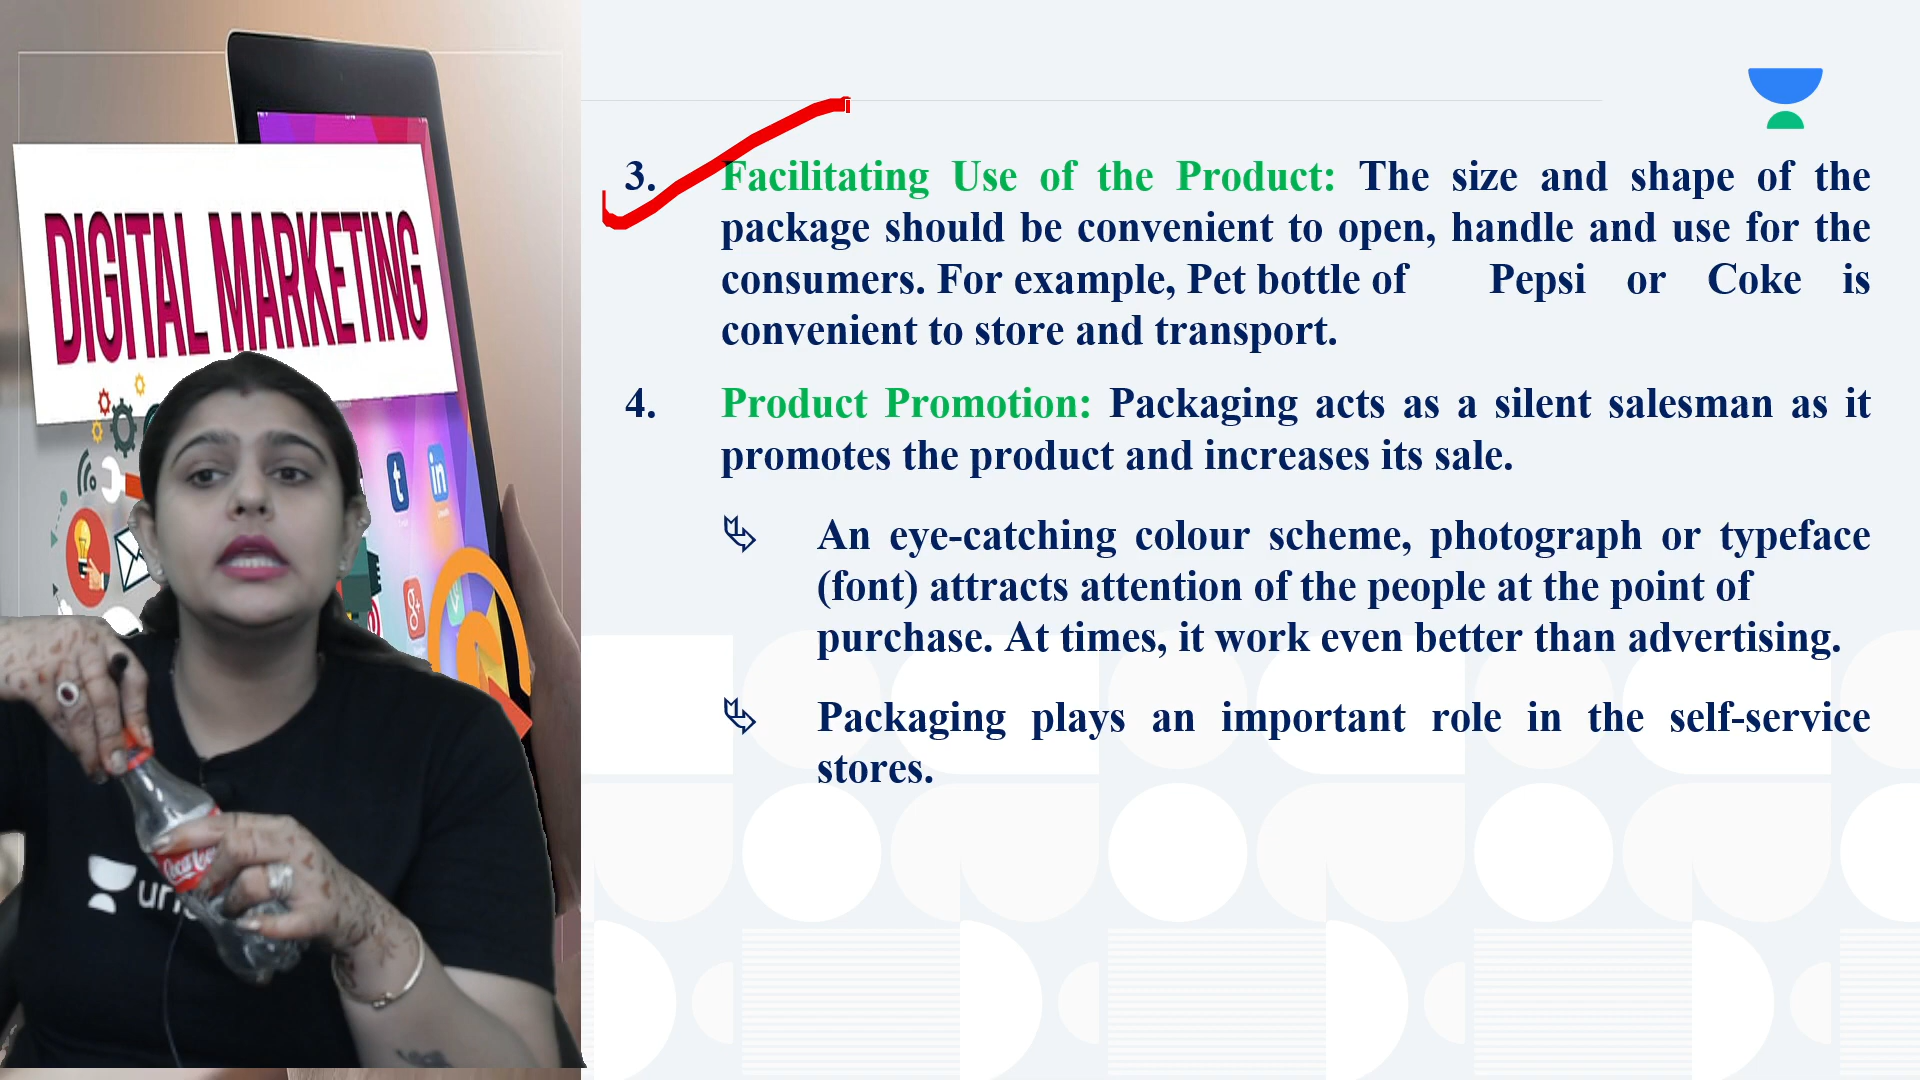 DIGITAL MARKETING
t
in
g+
Coca-Cola
3. Facilitating Use of the Product: The size and shape of the
package should be convenient to open, handle and use for the
consumers. For example, Pet bottle of Pepsi or Coke is
convenient to store and transport.
4. Product Promotion: Packaging acts as a silent salesman as it
promotes the product and increases its sale.
An eye-catching colour scheme, photograph or typeface
(font) attracts attention of the people at the point of
purchase. At times, it work even better than advertising.
Packaging plays an important role in the self-service
stores.